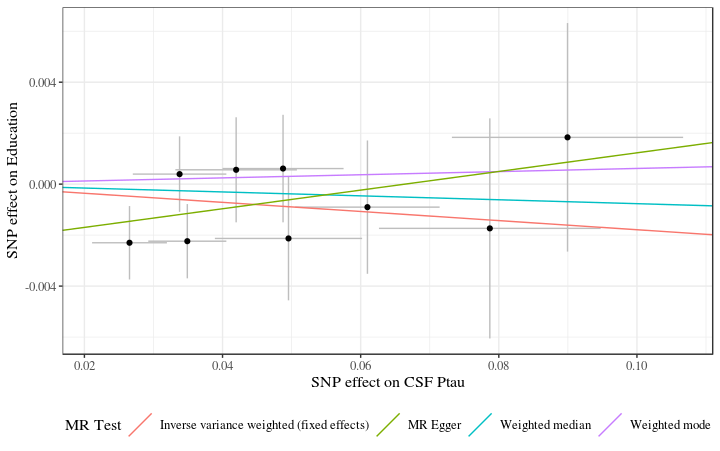 SNP effect on Education
0.004
0.000
-0.004
0.02 0.04 0.06 0.08 0.10
SNP effect on CSF Ptau
MR Test Inverse variance weighted (fixed effects) MR Egger Weighted median Weighted mode